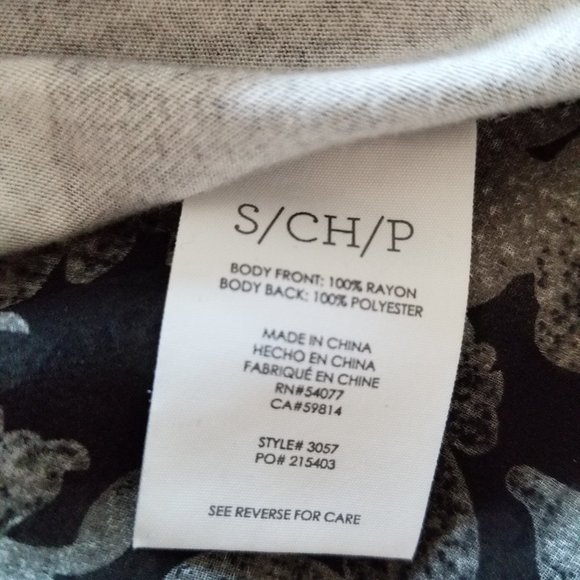 S/CH/P
BODY FRONT: 100% RAYON
BODY BACK: 100% POLYESTER
MADE IN CHINA
HECHO EN CHINA
FABRIQUÉ EN CHINE
RN#54077
CA#59814
STYLE# 3057
PO# 215403
SEE REVERSE FOR CARE